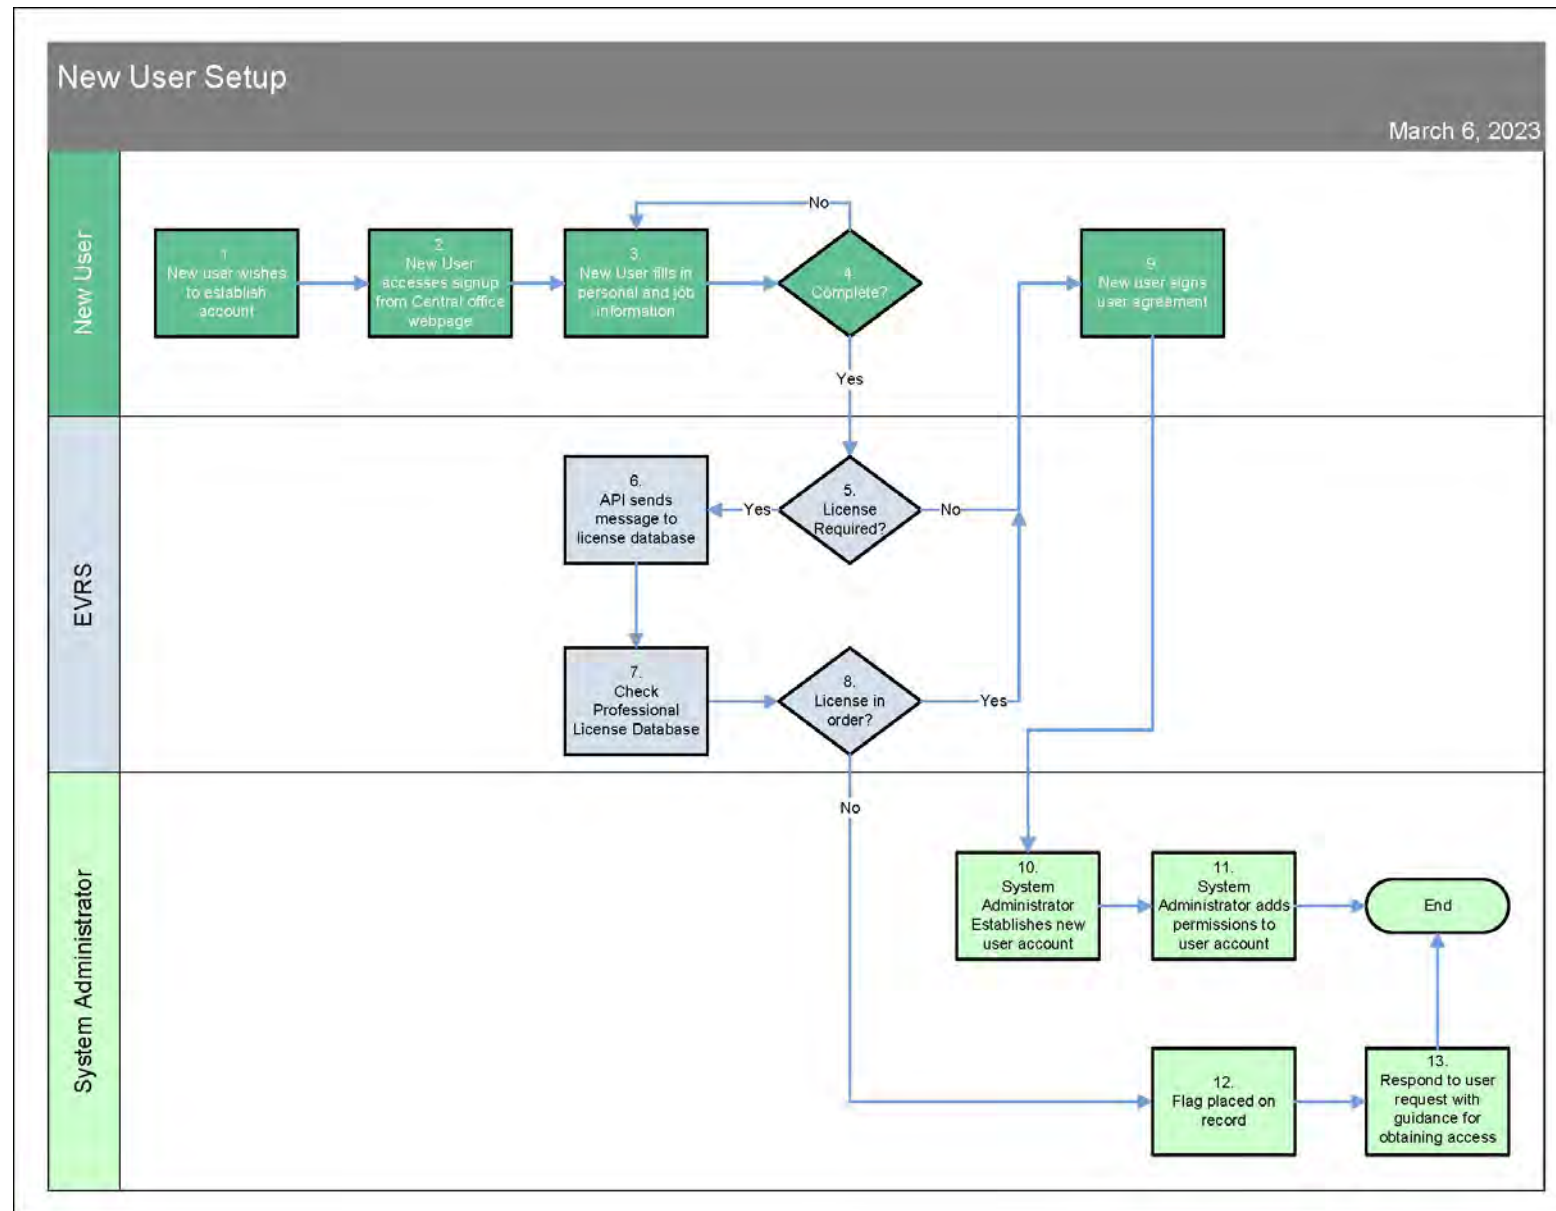 New User Setup
March 6, 2023
New User
1.
New user wishes
to establish
account
2.
New User
accesses signup
from Central office
webpage
3.
New User fills in
personal and job
information
No
4.
Complete?
Yes
9.
New user signs
user agreement
EVRS
6.
API sends
message to
license database
Yes
5.
License
Required?
No
7.
Check
Professional
License Database
8.
License in
order?
Yes
System Administrator
No
10.
System
Administrator
Establishes new
user account
11.
System
Administrator adds
permissions to
user account
End
12.
Flag placed on
record
13.
Respond to user
request with
guidance for
obtaining access